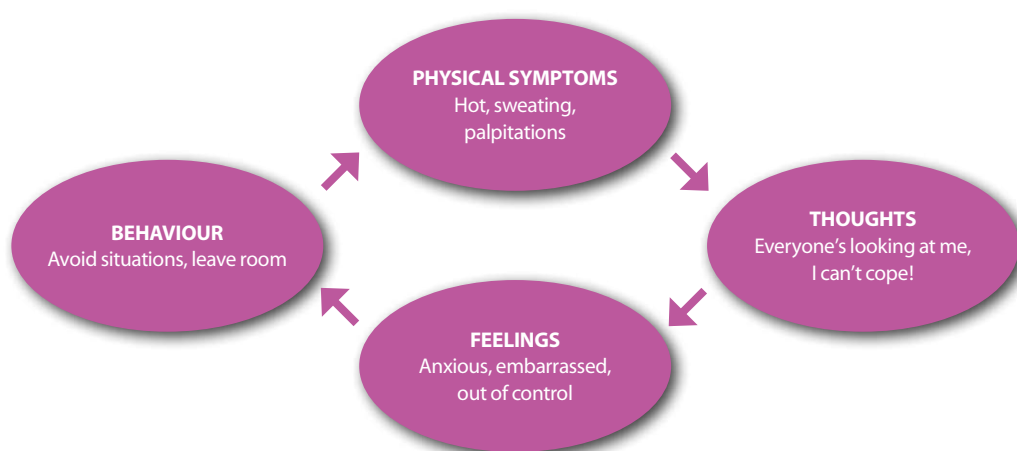 PHYSICAL SYMPTOMS
Hot, sweating,
palpitations
THOUGHTS
Everyone’s looking at me,
I can’t cope!
FEELINGS
Anxious, embarrassed,
out of control
BEHAVIOUR
Avoid situations, leave room